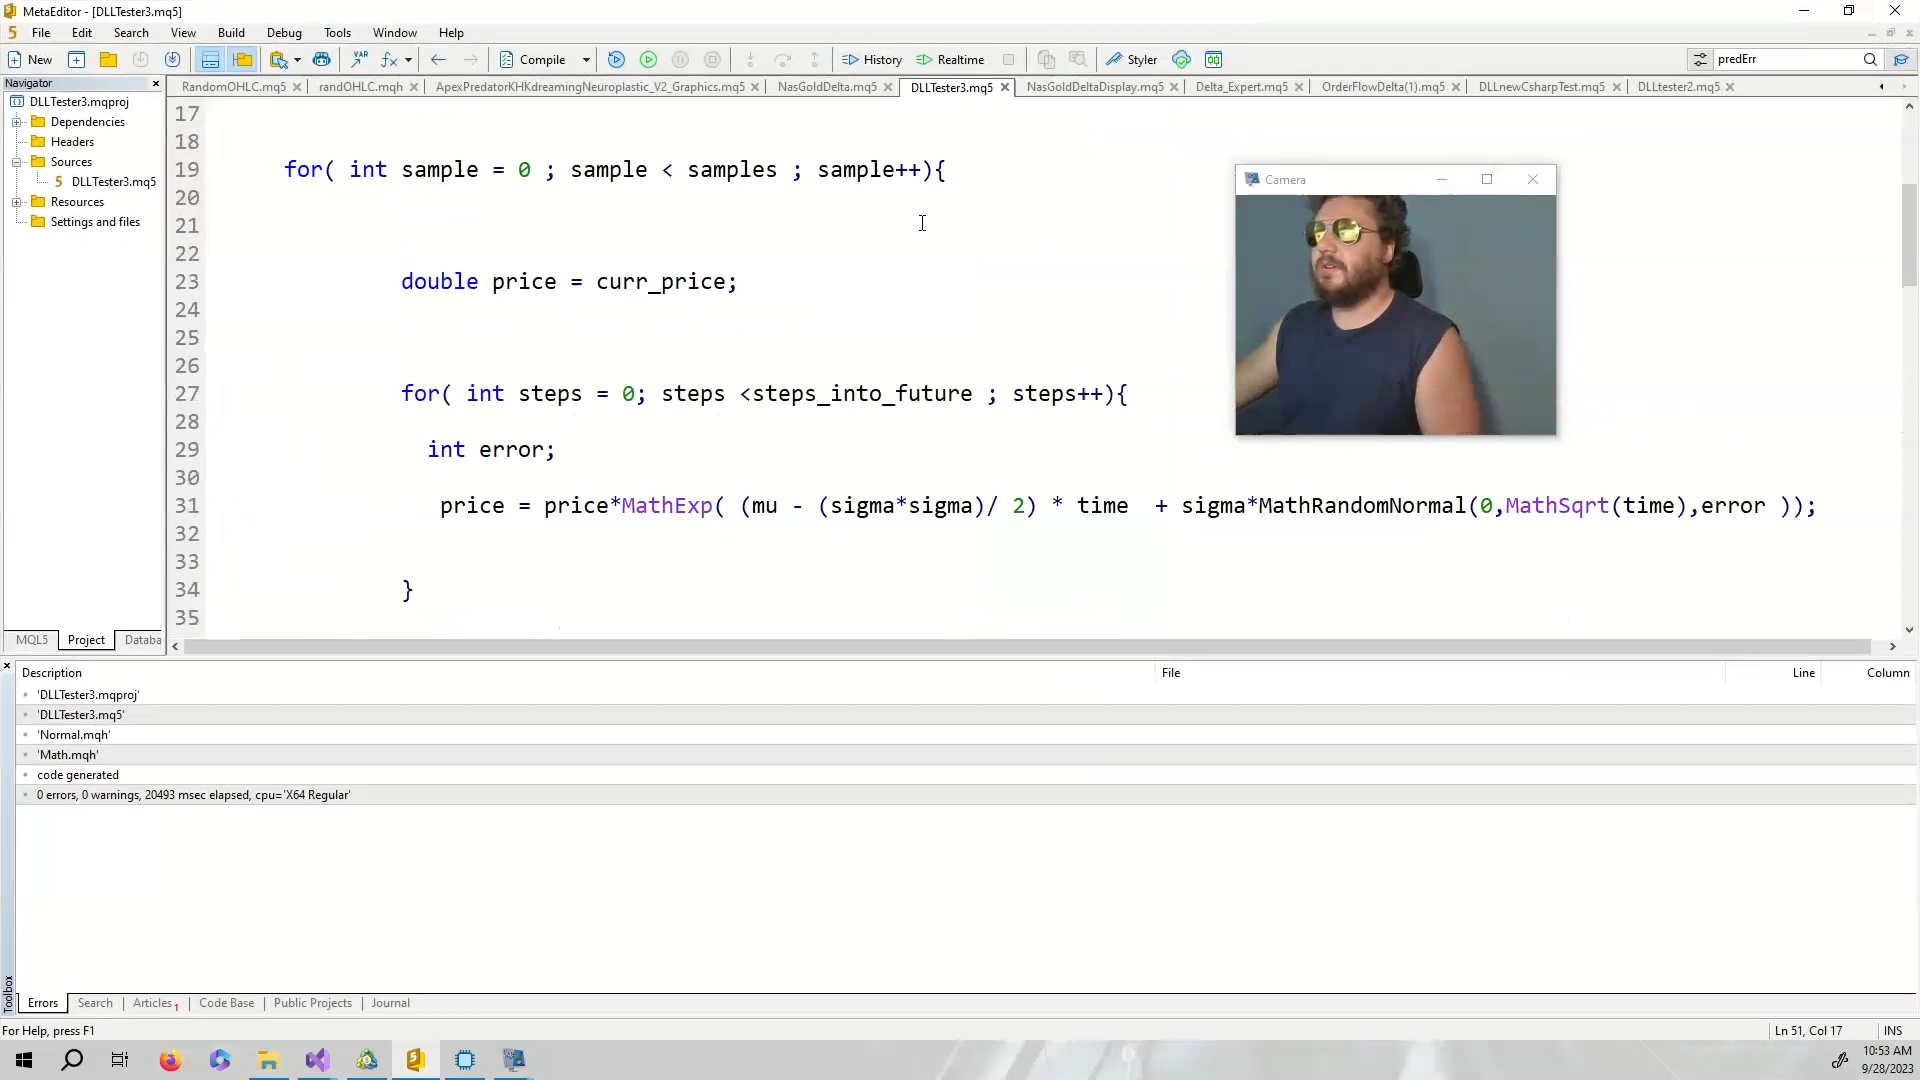 MetaEditor - [DLLTester3.mq5]
File Edit Search View Build Debug Tools Window Help
New Compile History Realtime Styler predErr
Navigator
RandomOHLC.mq5 randOHLC.mqh ApexPredatorKHKdreamingNeuroplastic_V2_Graphics.mq5 NasGoldDelta.mq5 DLLTester3.mq5 NasGoldDeltaDisplay.mq5 Delta_Expert.mq5 OrderFlowDelta(1).mq5 DLLnewCsharpTest.mq5 DLLtester2.mq5
DLLTester3.mqproj
Dependencies
Headers
Sources
5 DLLTester3.mq5
Resources
Settings and files
MQL5 Project Databa
17
18
19 for( int sample = 0 ; sample < samples ; sample++){
20
21
22
23 double price = curr_price;
24
25
26
27 for( int steps = 0; steps <steps_into_future ; steps++){
28
29 int error;
30
31 price = price*MathExp( (mu - (sigma*sigma)/ 2) * time + sigma*MathRandomNormal(0,MathSqrt(time),error ));
32
33
34 }
35
Camera
Description File Line Column
'DLLTester3.mqproj'
'DLLTester3.mq5'
'Normal.mqh'
'Math.mqh'
code generated
0 errors, 0 warnings, 20493 msec elapsed, cpu='X64 Regular'
Toolbox
Errors Search Articles 1 Code Base Public Projects Journal
For Help, press F1 Ln 51, Col 17 INS
10:53 AM
9/28/2023